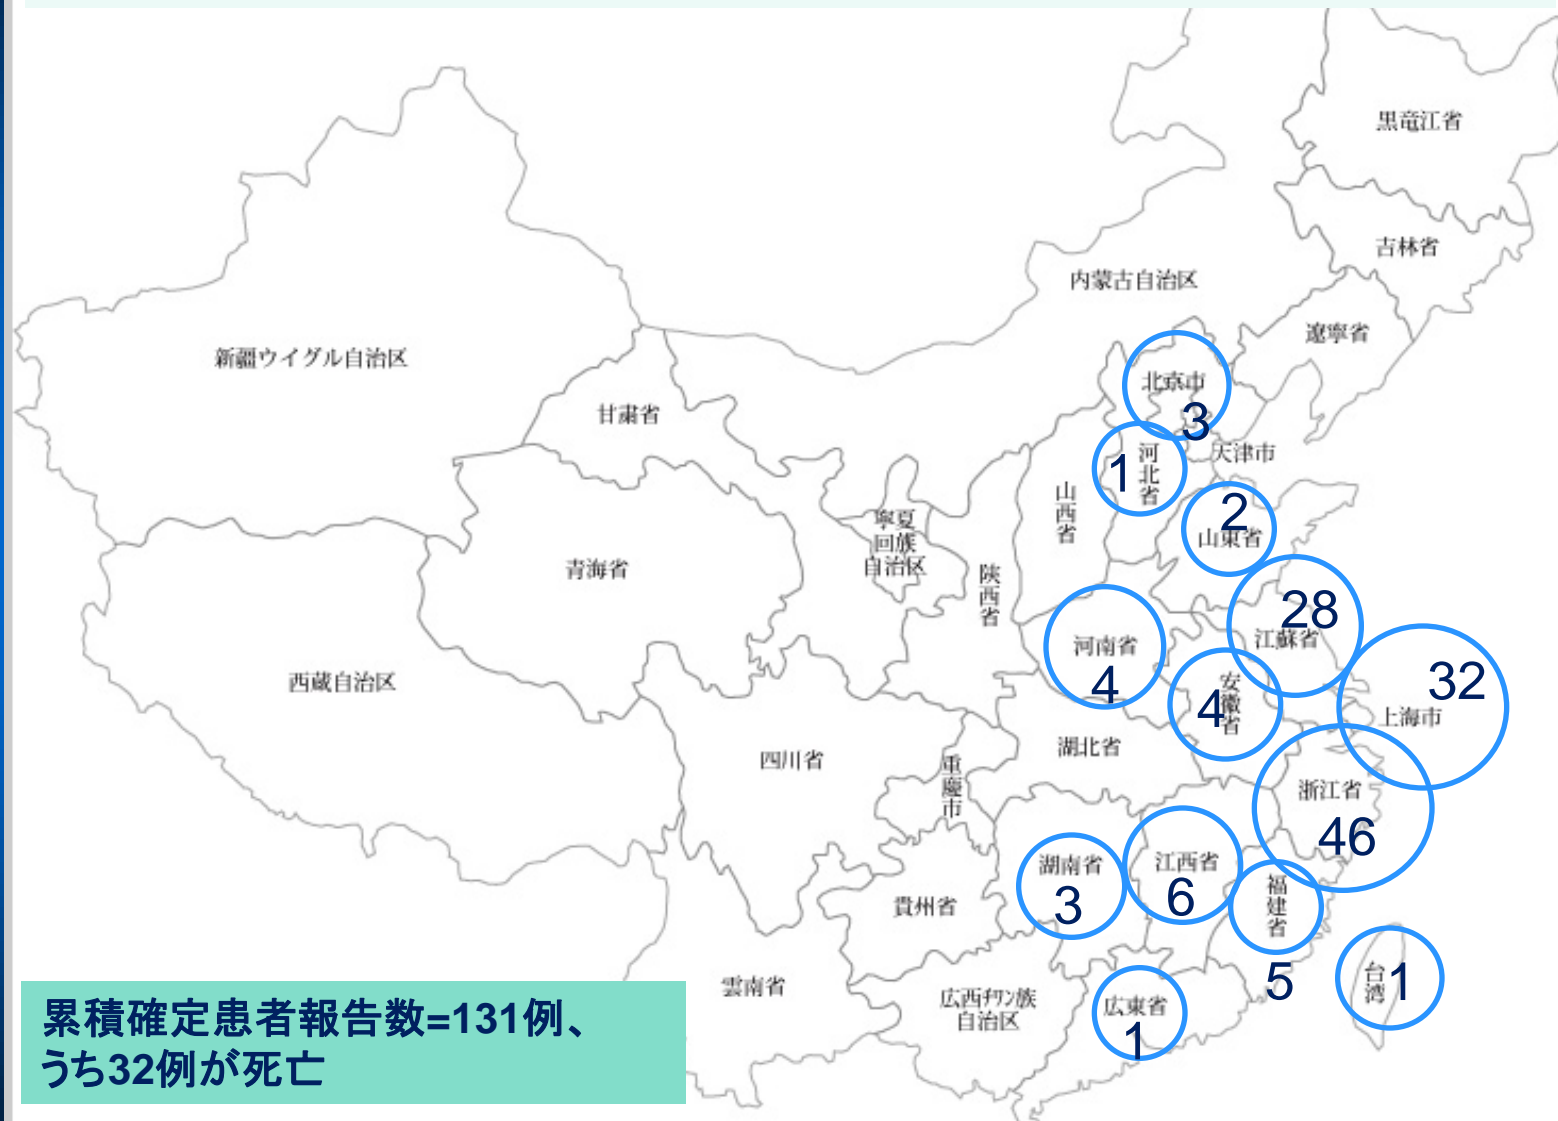 黒竜江省
吉林省
内蒙古自治区
遼寧省
新疆ウイグル自治区
北京市
3
甘粛省
天津市
河北省
1
山西省
2
山東省
寧夏
回族
自治区
青海省
陝西省
28
江蘇省
河南省
4
西蔵自治区
安徽省
4
32
上海市
湖北省
四川省
重慶市
浙江省
46
湖南省
3
江西省
6
福建省
5
貴州省
台湾
1
雲南省
広西チワン族
自治区
広東省
1
累積確定患者報告数=131例、
うち32例が死亡